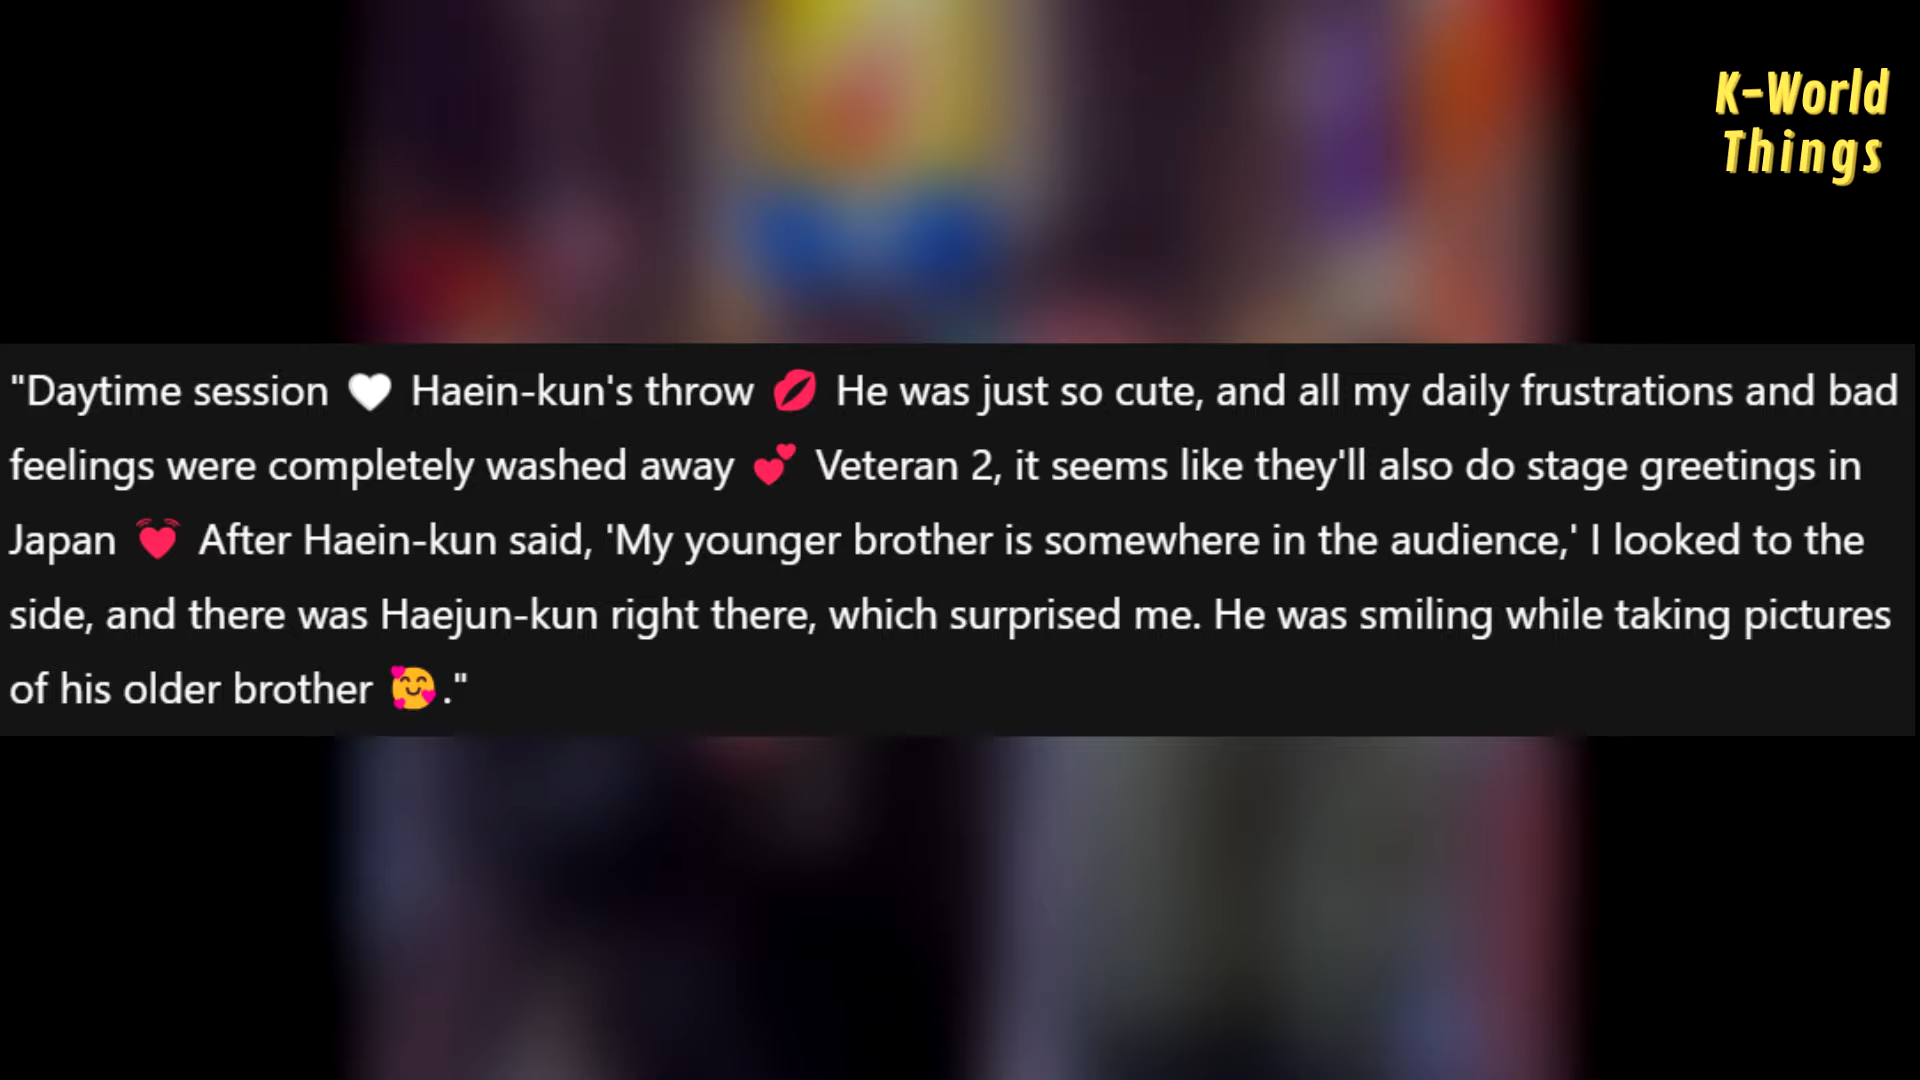 K-World
Things
"Daytime session 🤍 Haein-kun's throw 💋 He was just so cute, and all my daily frustrations and bad
feelings were completely washed away 💕 Veteran 2, it seems like they'll also do stage greetings in
Japan 💓 After Haein-kun said, 'My younger brother is somewhere in the audience,' I looked to the
side, and there was Haejun-kun right there, which surprised me. He was smiling while taking pictures
of his older brother 🥰."